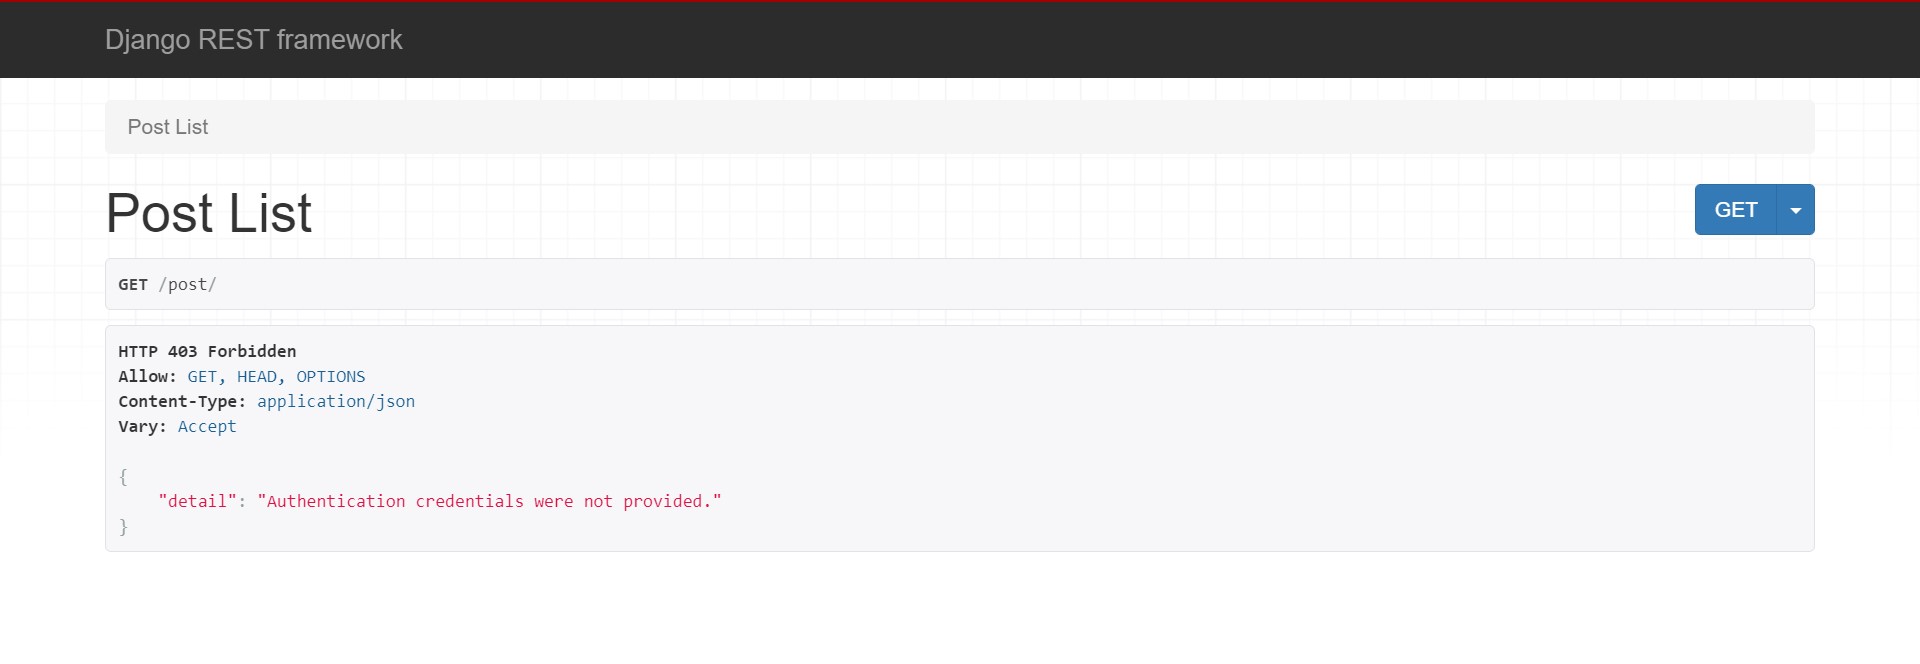 Django REST framework
Post List
Post List
GET
GET /post/
HTTP 403 Forbidden
Allow: GET, HEAD, OPTIONS
Content-Type: application/json
Vary: Accept
{
    "detail": "Authentication credentials were not provided."
}